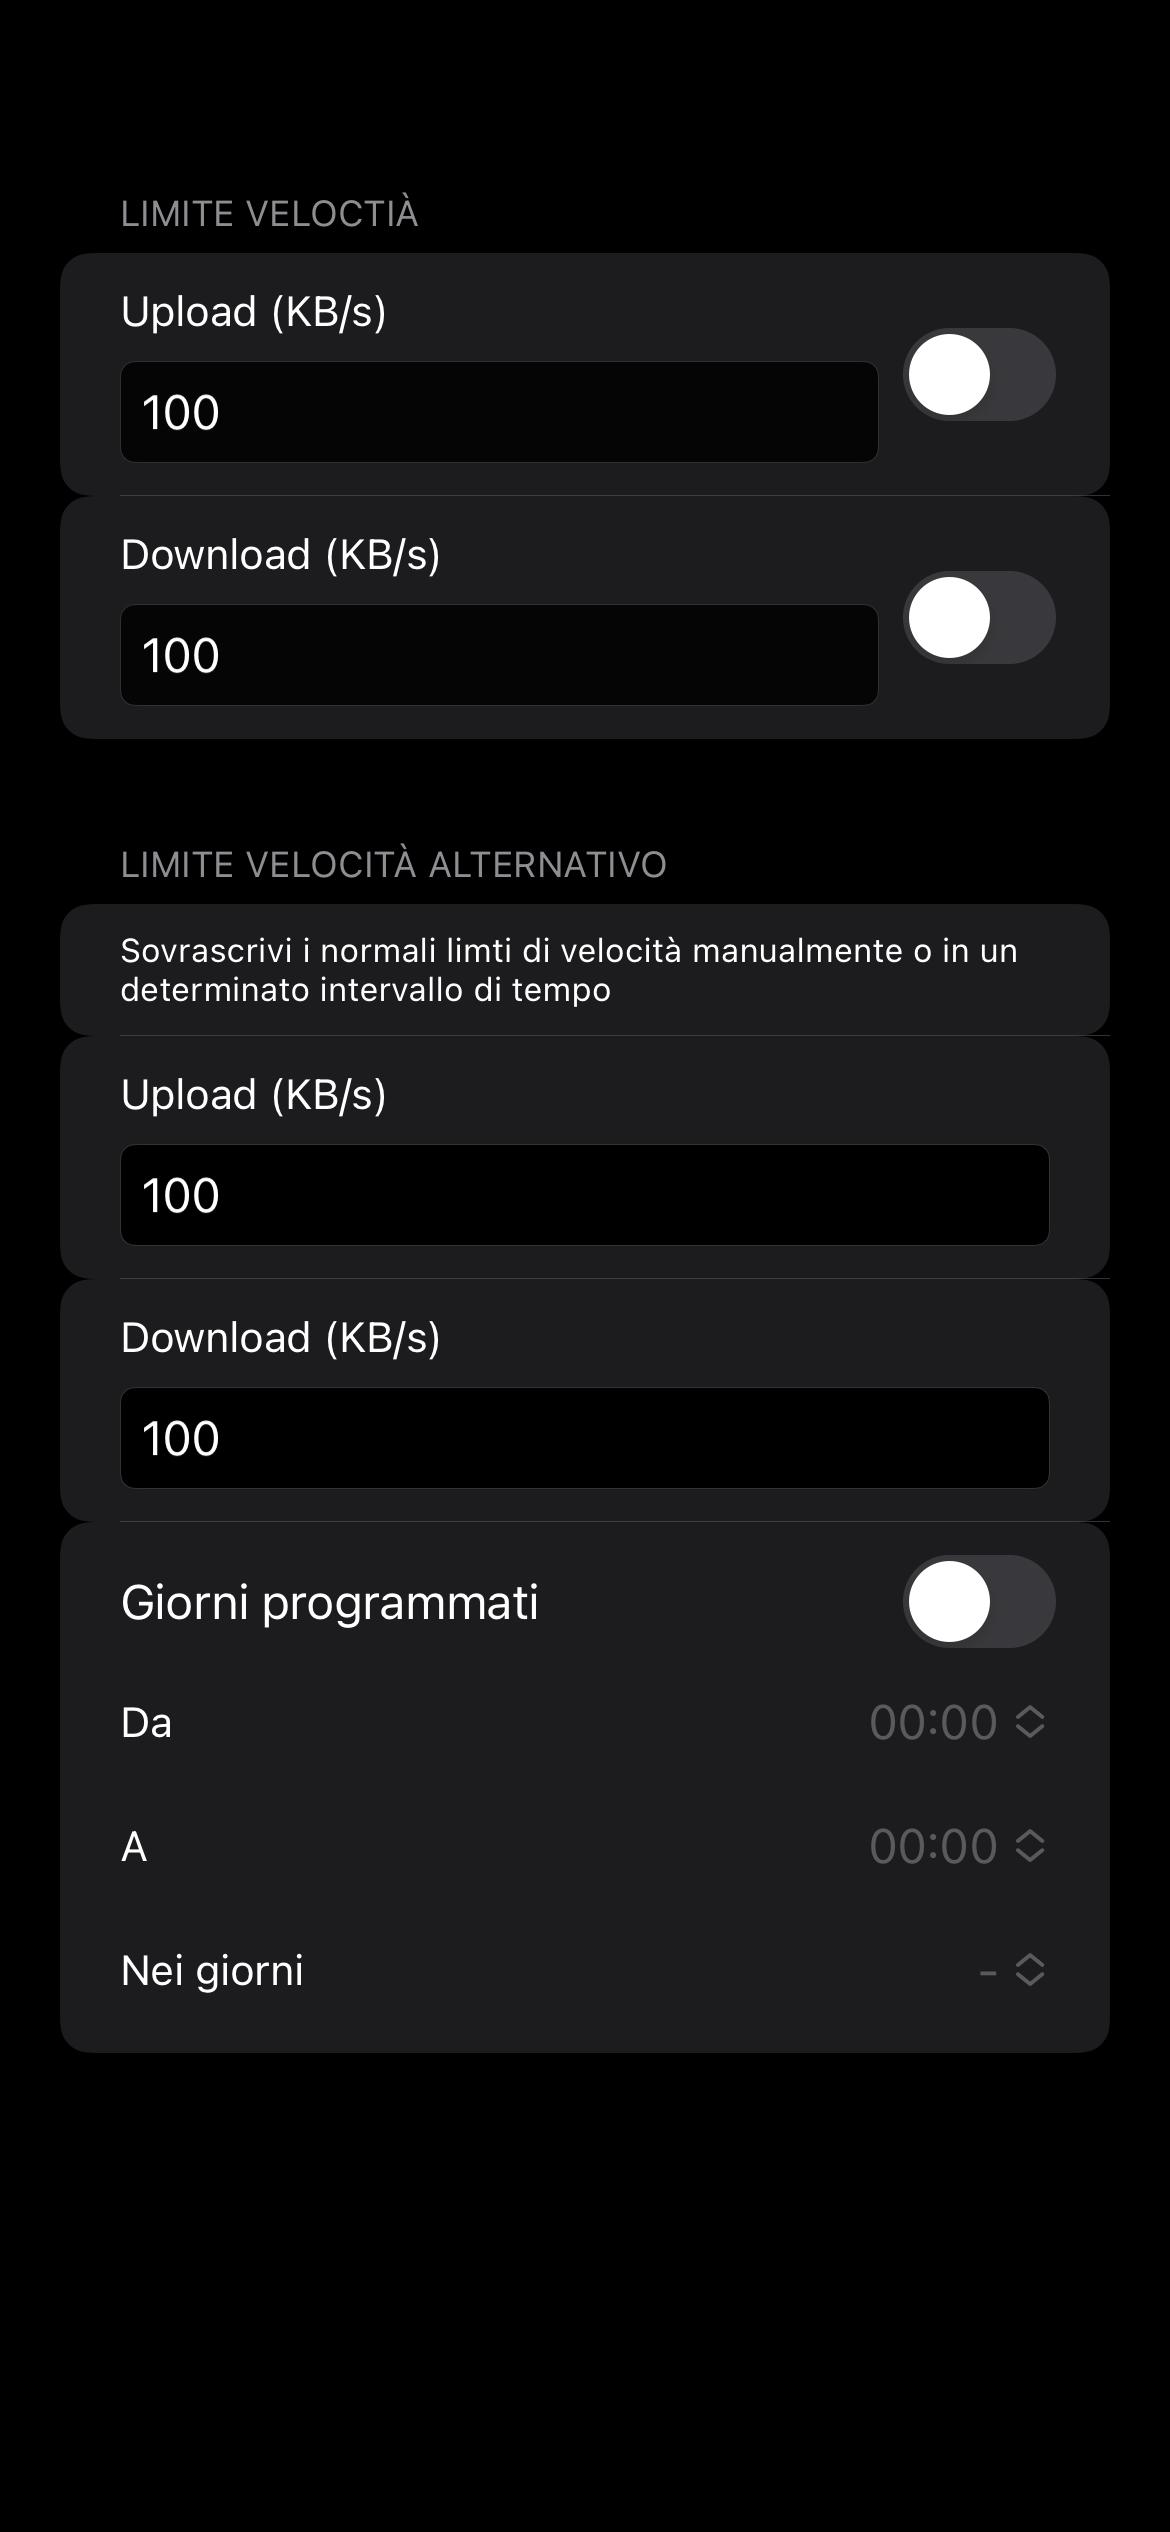 LIMITE VELOCTIÀ
Upload (KB/s)
100
Download (KB/s)
100
LIMITE VELOCITÀ ALTERNATIVO
Sovrascrivi i normali limti di velocità manualmente o in un
determinato intervallo di tempo
Upload (KB/s)
100
Download (KB/s)
100
Giorni programmati
Da 00:00
A 00:00
Nei giorni -